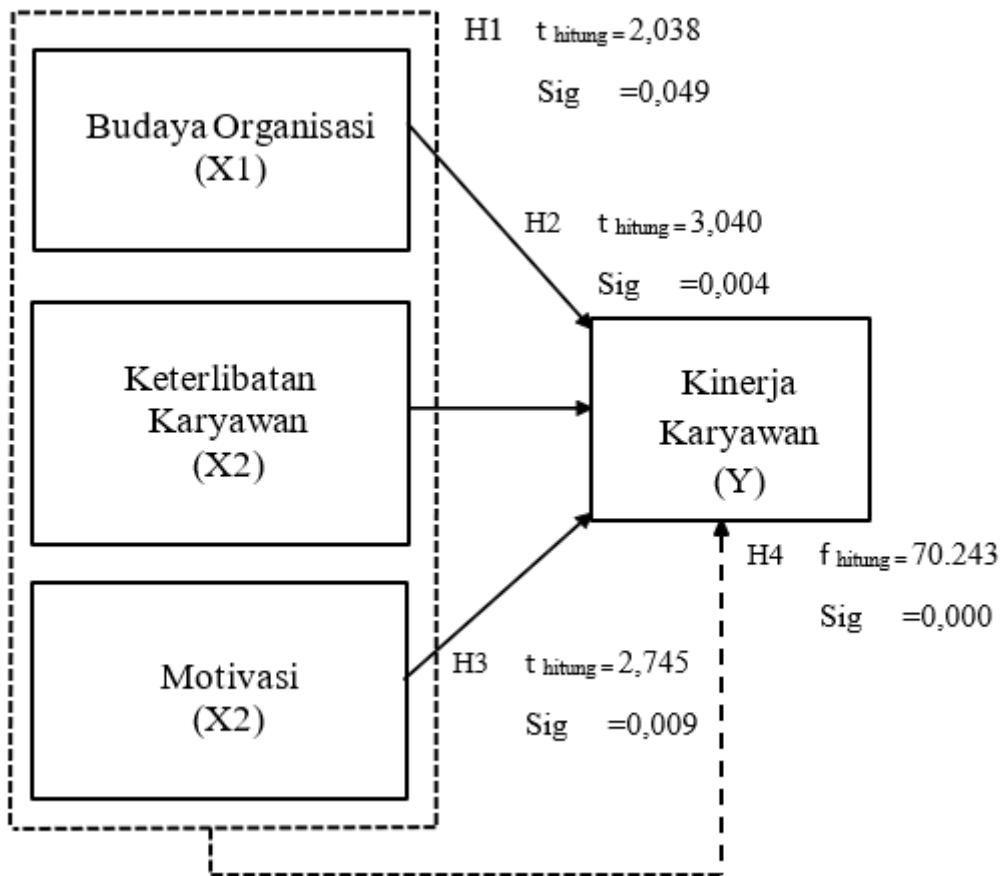 H1 t hitung = 2,038
Sig =0,049
Budaya Organisasi
(X1)
H2 t hitung = 3,040
Sig =0,004
Keterlibatan
Karyawan
(X2)
Kinerja
Karyawan
(Y)
H4 f hitung = 70.243
Sig =0,000
Motivasi
(X2)
H3 t hitung = 2,745
Sig =0,009